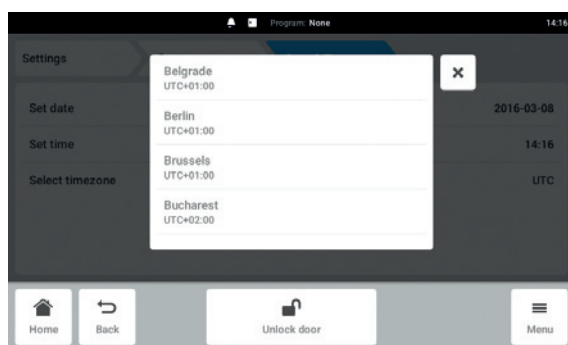 Program: None
14:16
Settings
Belgrade
UTC+01:00
Berlin
UTC+01:00
Brussels
UTC+01:00
Bucharest
UTC+02:00
Set date
2016-03-08
Set time
14:16
Select timezone
UTC
Home
Back
Unlock door
Menu